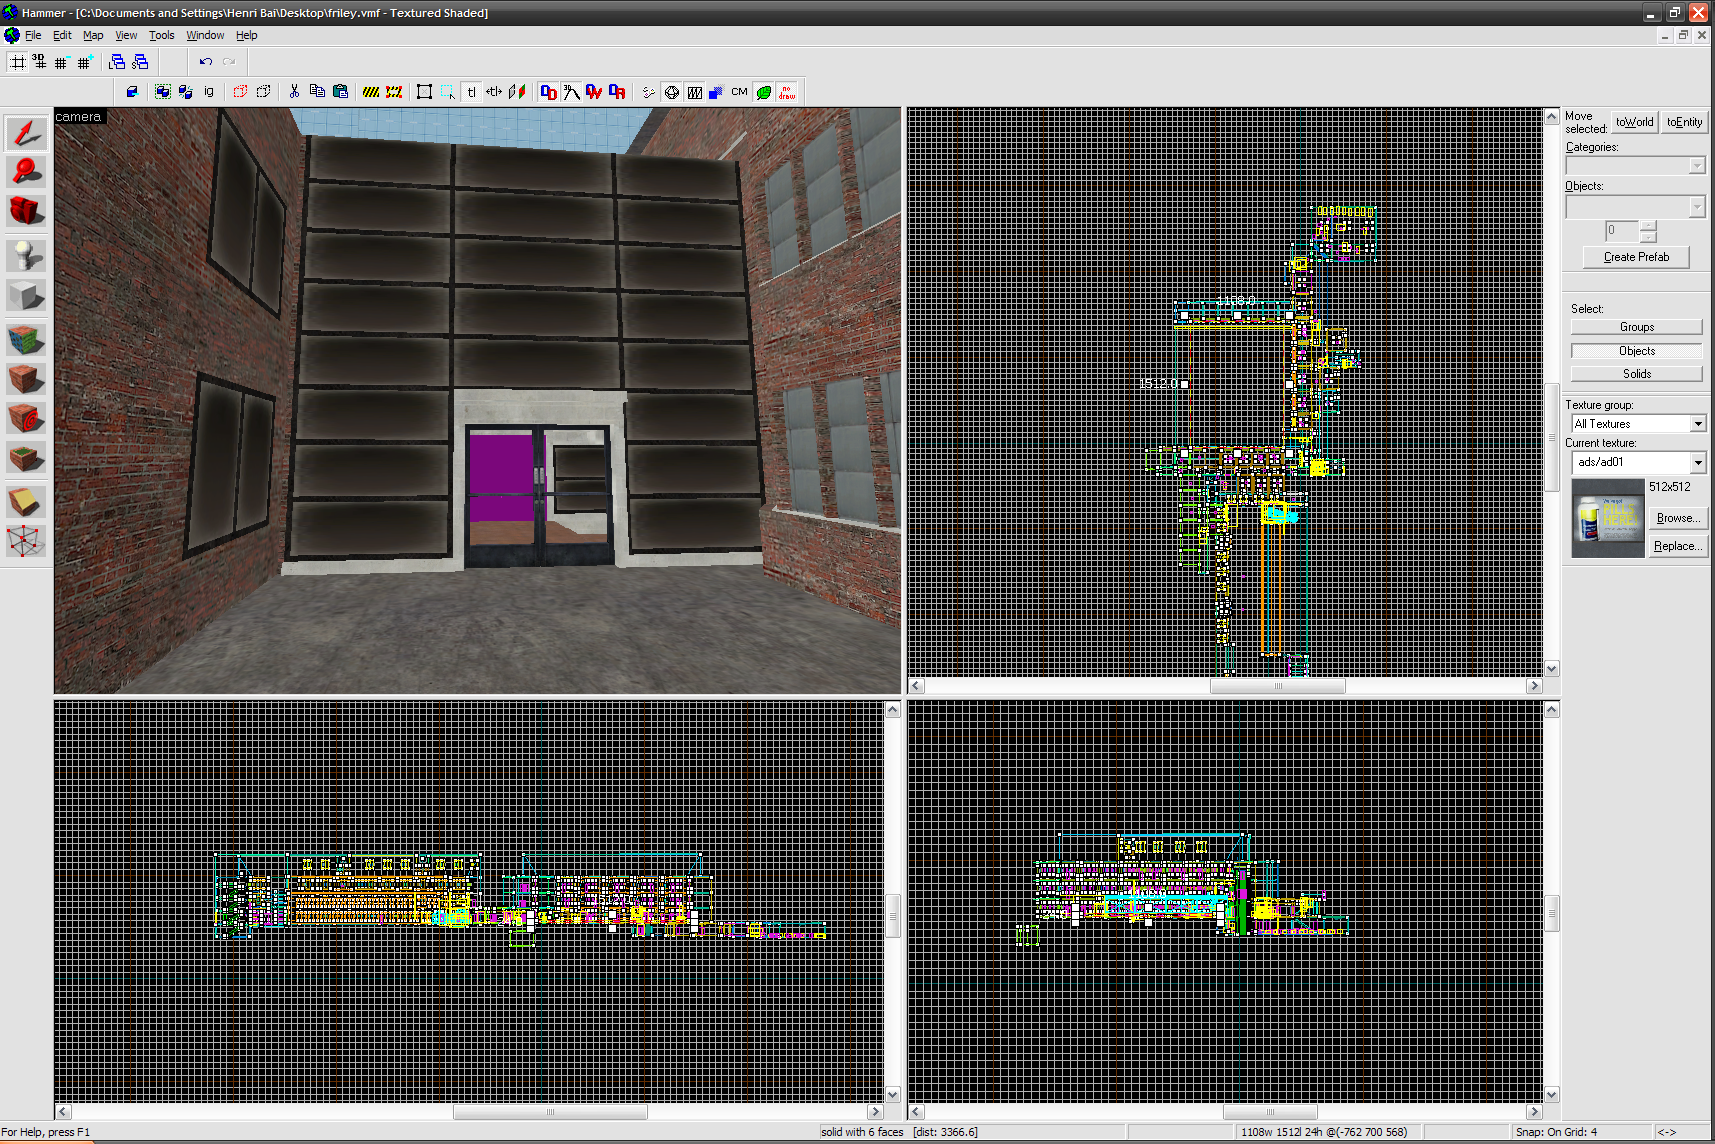 Hammer - [C:\Documents and Settings\Henri Bai\Desktop\friley.vmf - Textured Shaded]
File Edit Map View Tools Window Help
3D
ig tl CM no draw
camera
Move selected: toWorld toEntity
Categories:
Objects:
0
Create Prefab
Select:
Groups
Objects
Solids
Texture group:
All Textures
Current texture:
ads/ad01
512x512
PILLS HERE!
Browse...
Replace...
1108.0
1512.0
For Help, press F1
solid with 6 faces [dist: 3366.6]
1108w 1512l 24h @(-762 700 568)
Snap: On Grid: 4
<->